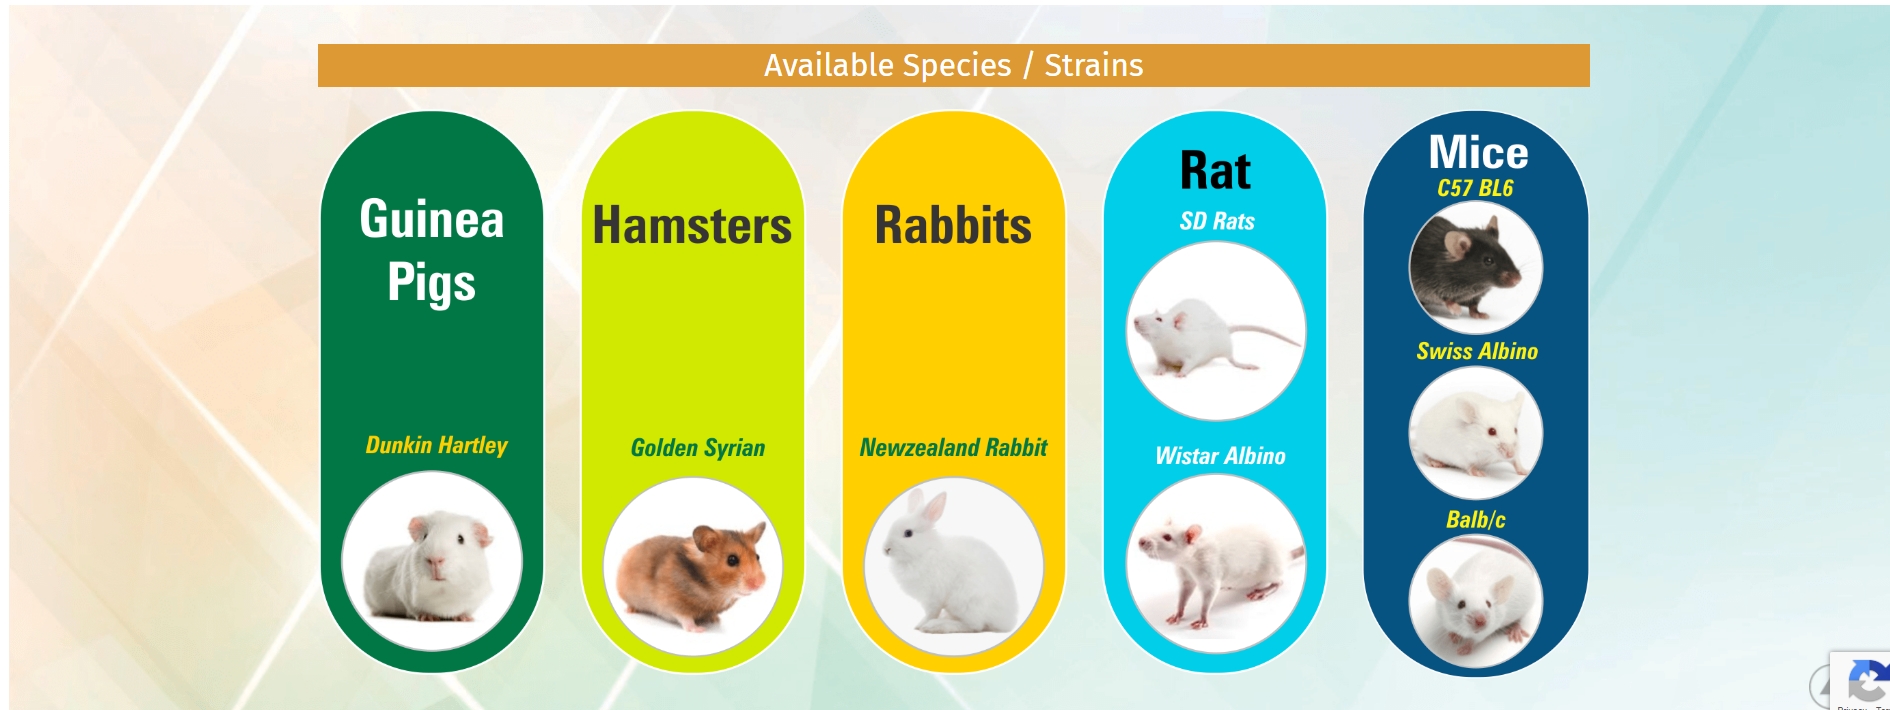 Available Species / Strains
Guinea
Pigs
Dunkin Hartley
Hamsters
Golden Syrian
Rabbits
Newzealand Rabbit
Rat
SD Rats
Wistar Albino
Mice
C57 BL6
Swiss Albino
Balb/c